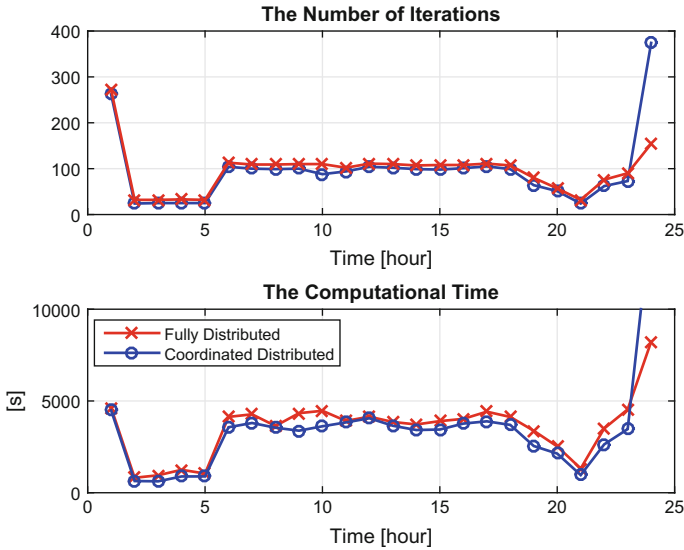 The Number of Iterations
400
300
200
100
0
0 5 10 15 20 25
Time [hour]
The Computational Time
10000
5000
0
[s]
Fully Distributed
Coordinated Distributed
0 5 10 15 20 25
Time [hour]